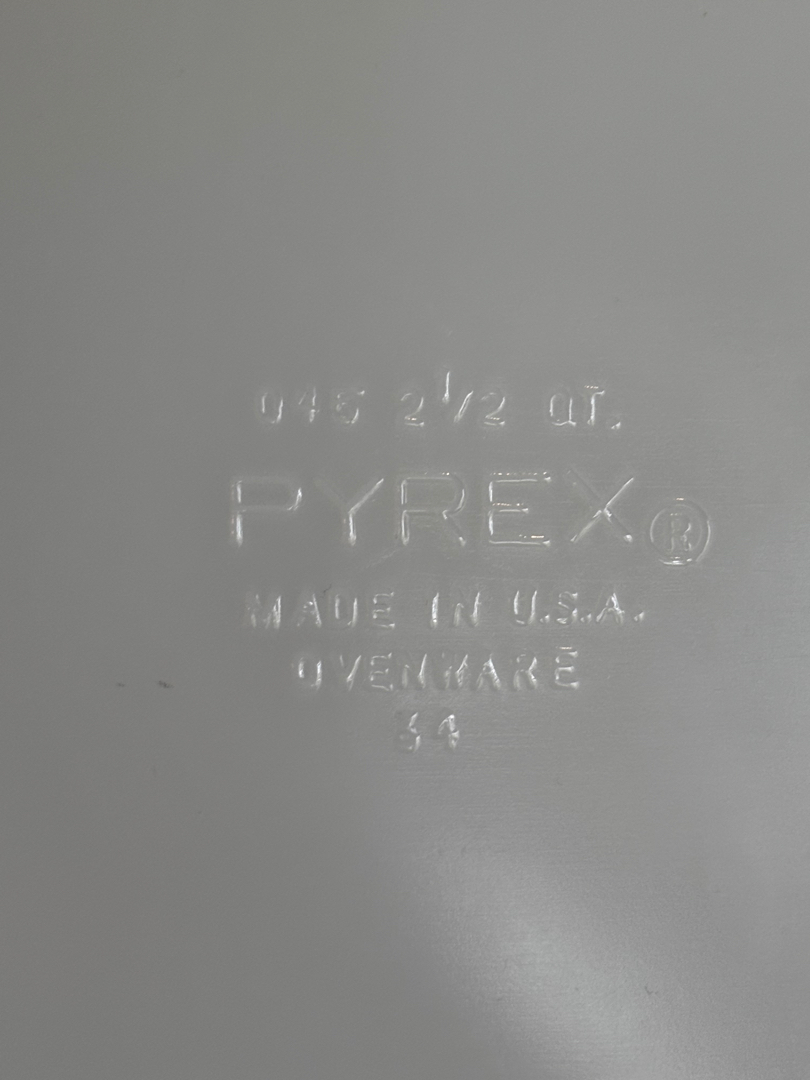 045 2 1/2 QT.
PYREX®
MADE IN U.S.A.
OVENWARE
34